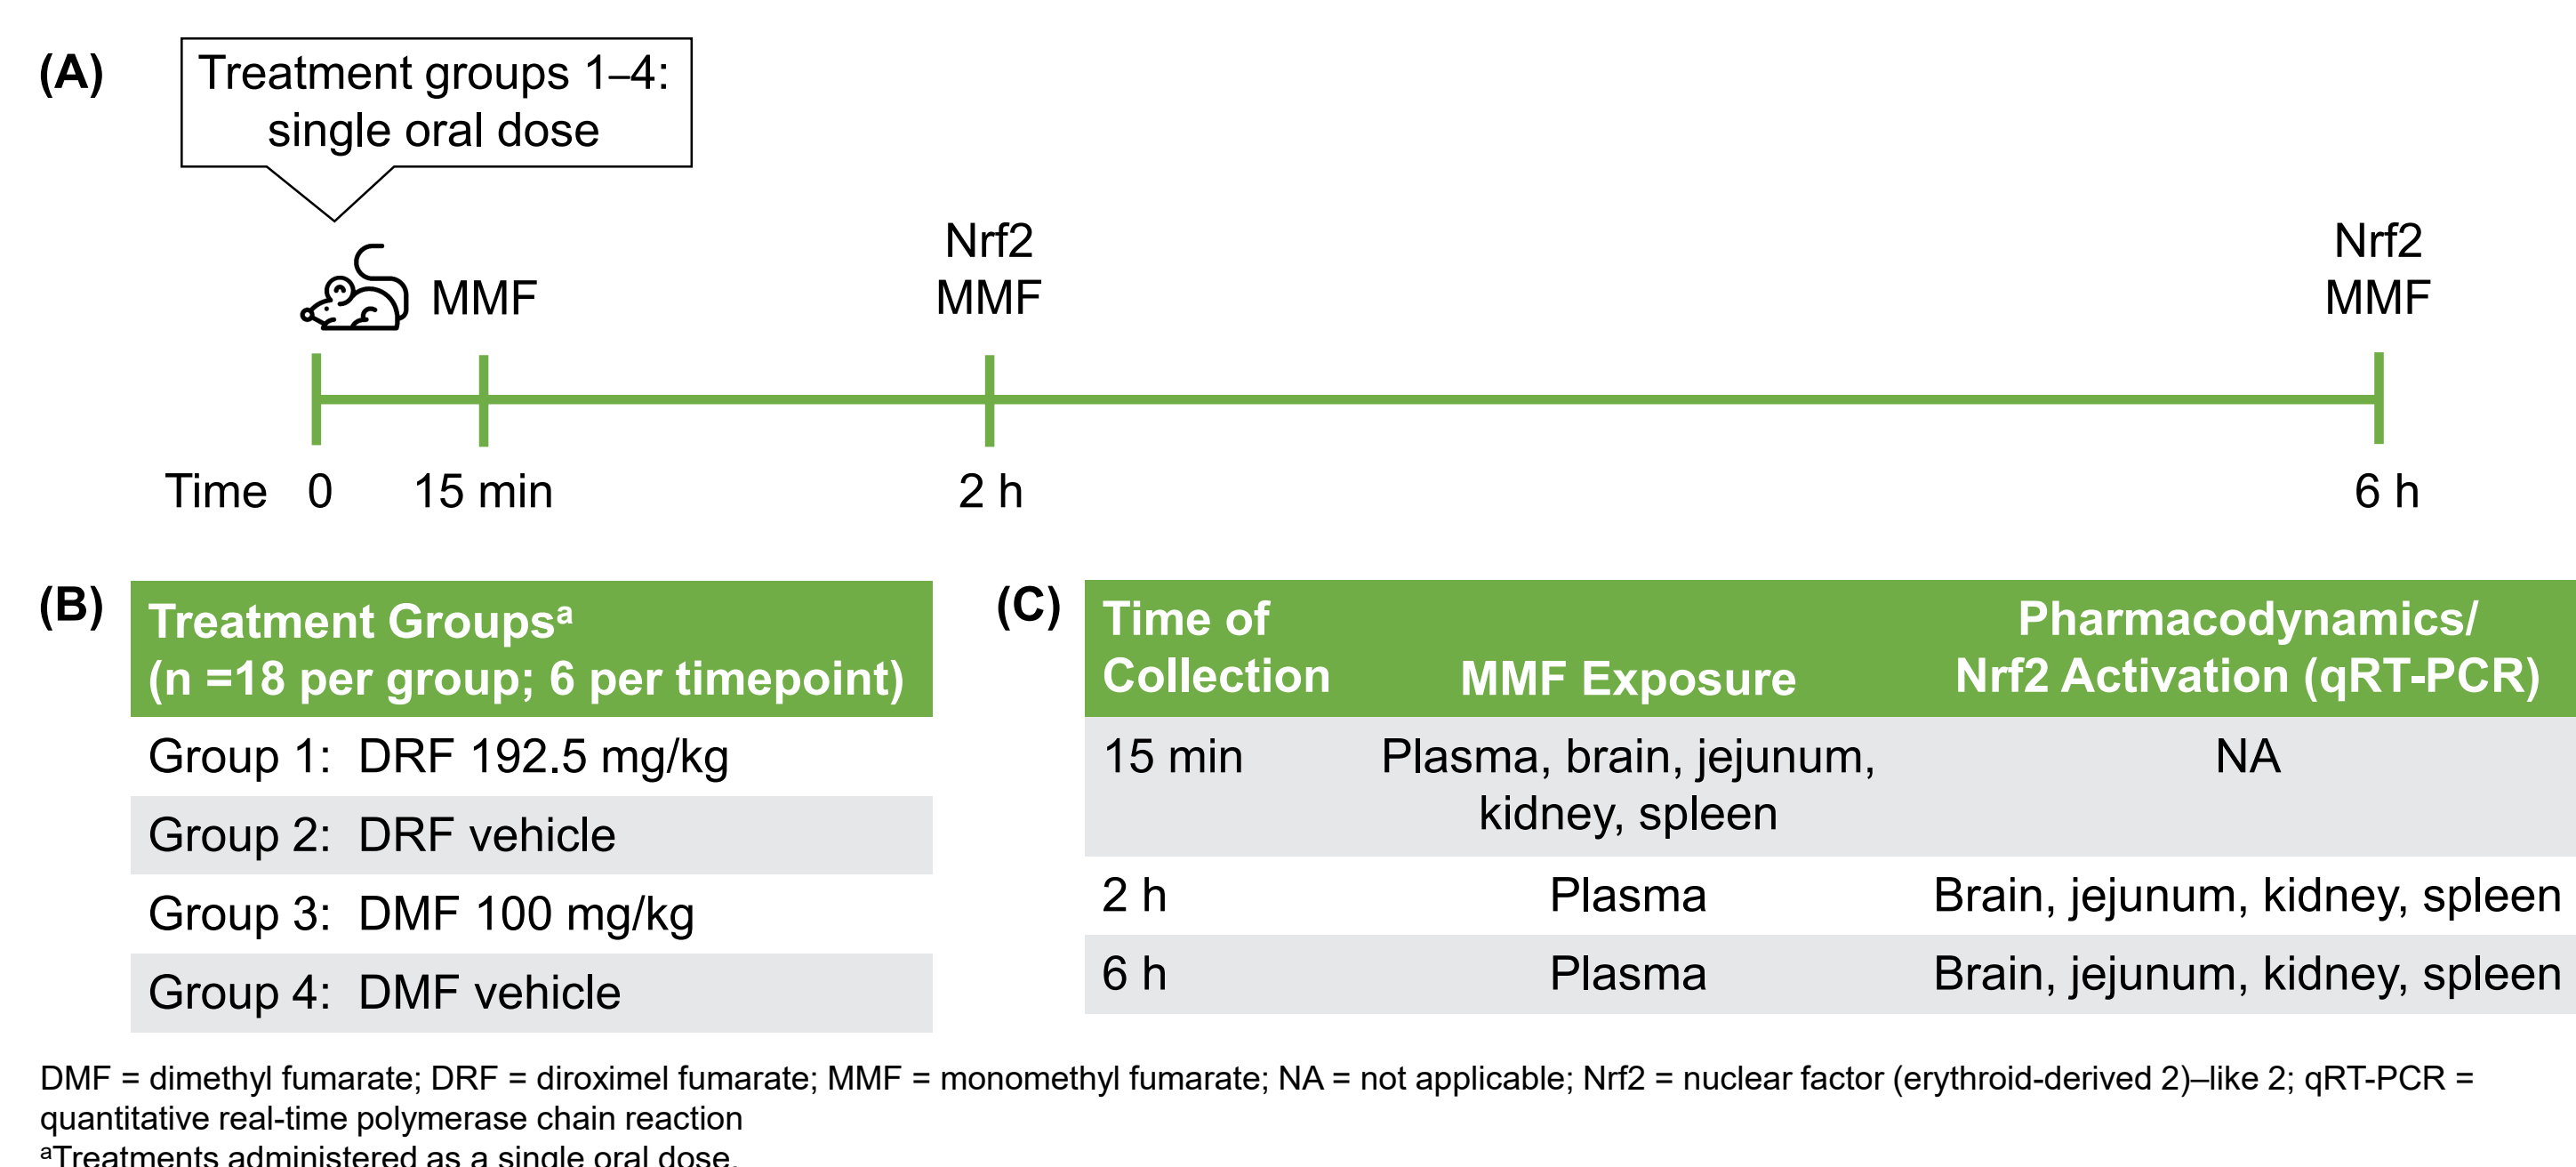 (A)
Treatment groups 1–4:
single oral dose
MMF
Nrf2
MMF
Nrf2
MMF
Time 0 15 min 2 h 6 h
(B)
Treatment Groupsᵃ
(n =18 per group; 6 per timepoint)
Group 1: DRF 192.5 mg/kg
Group 2: DRF vehicle
Group 3: DMF 100 mg/kg
Group 4: DMF vehicle
(C)
Time of Collection MMF Exposure Pharmacodynamics/ Nrf2 Activation (qRT-PCR)
15 min Plasma, brain, jejunum, kidney, spleen NA
2 h Plasma Brain, jejunum, kidney, spleen
6 h Plasma Brain, jejunum, kidney, spleen
DMF = dimethyl fumarate; DRF = diroximel fumarate; MMF = monomethyl fumarate; NA = not applicable; Nrf2 = nuclear factor (erythroid-derived 2)–like 2; qRT-PCR =
quantitative real-time polymerase chain reaction
ᵃTreatments administered as a single oral dose.